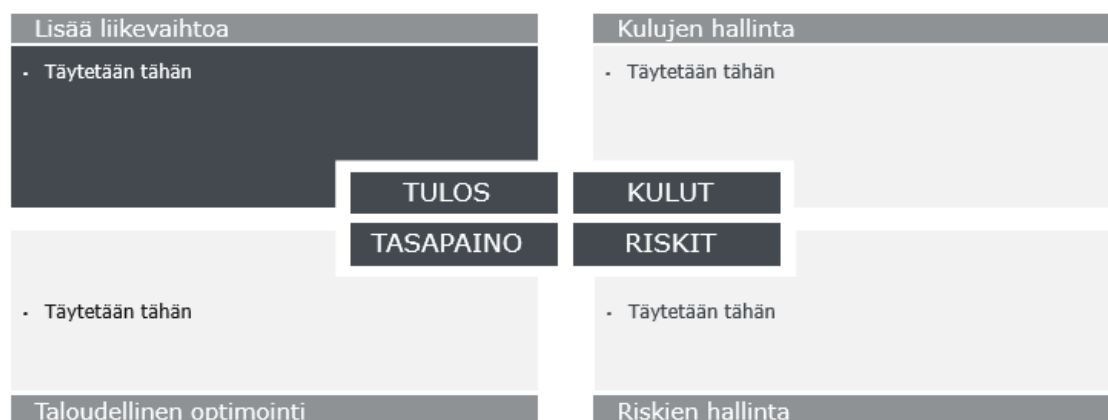 Lisää liikevaihtoa
Kulujen hallinta
- Täytetään tähän
- Täytetään tähän
TULOS
KULUT
TASAPAINO
RISKIT
- Täytetään tähän
- Täytetään tähän
Taloudellinen optimointi
Riskien hallinta